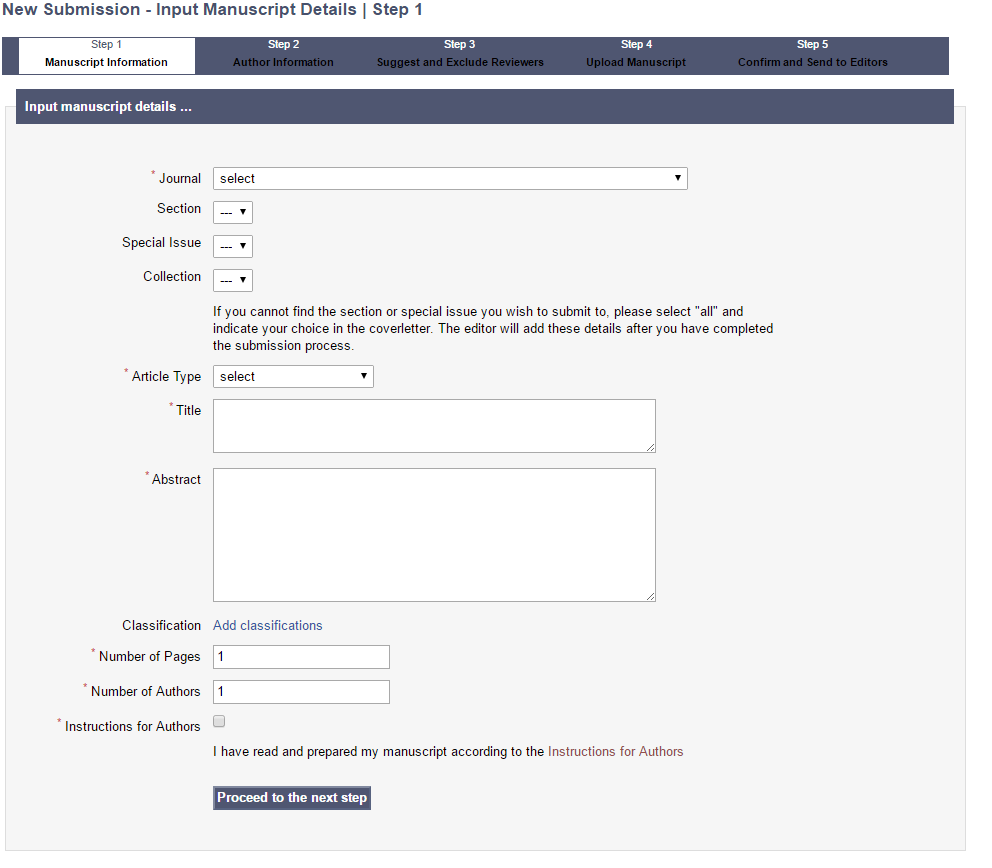 New Submission - Input Manuscript Details | Step 1
Step 1
Manuscript Information
Step 2
Author Information
Step 3
Suggest and Exclude Reviewers
Step 4
Upload Manuscript
Step 5
Confirm and Send to Editors
Input manuscript details ...
* Journal select
Section ---
Special Issue ---
Collection ---
If you cannot find the section or special issue you wish to submit to, please select "all" and
indicate your choice in the coverletter. The editor will add these details after you have completed
the submission process.
* Article Type select
* Title
* Abstract
Classification Add classifications
* Number of Pages 1
* Number of Authors 1
* Instructions for Authors
I have read and prepared my manuscript according to the Instructions for Authors
Proceed to the next step